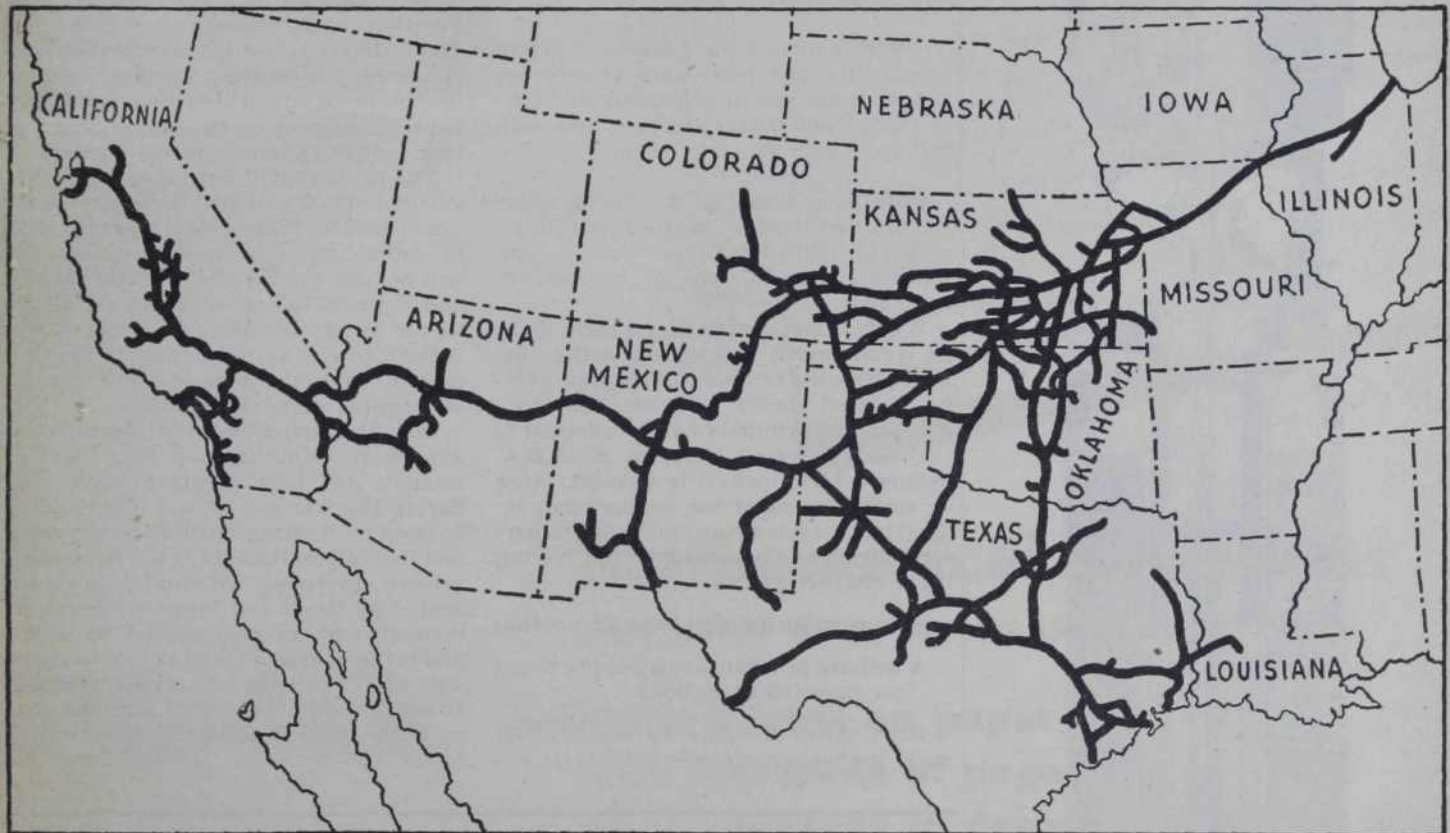 CALIFORNIA
NEBRASKA
IOWA
COLORADO
KANSAS
ILLINOIS
MISSOURI
ARIZONA
NEW
MEXICO
OKLAHOMA
TEXAS
LOUISIANA